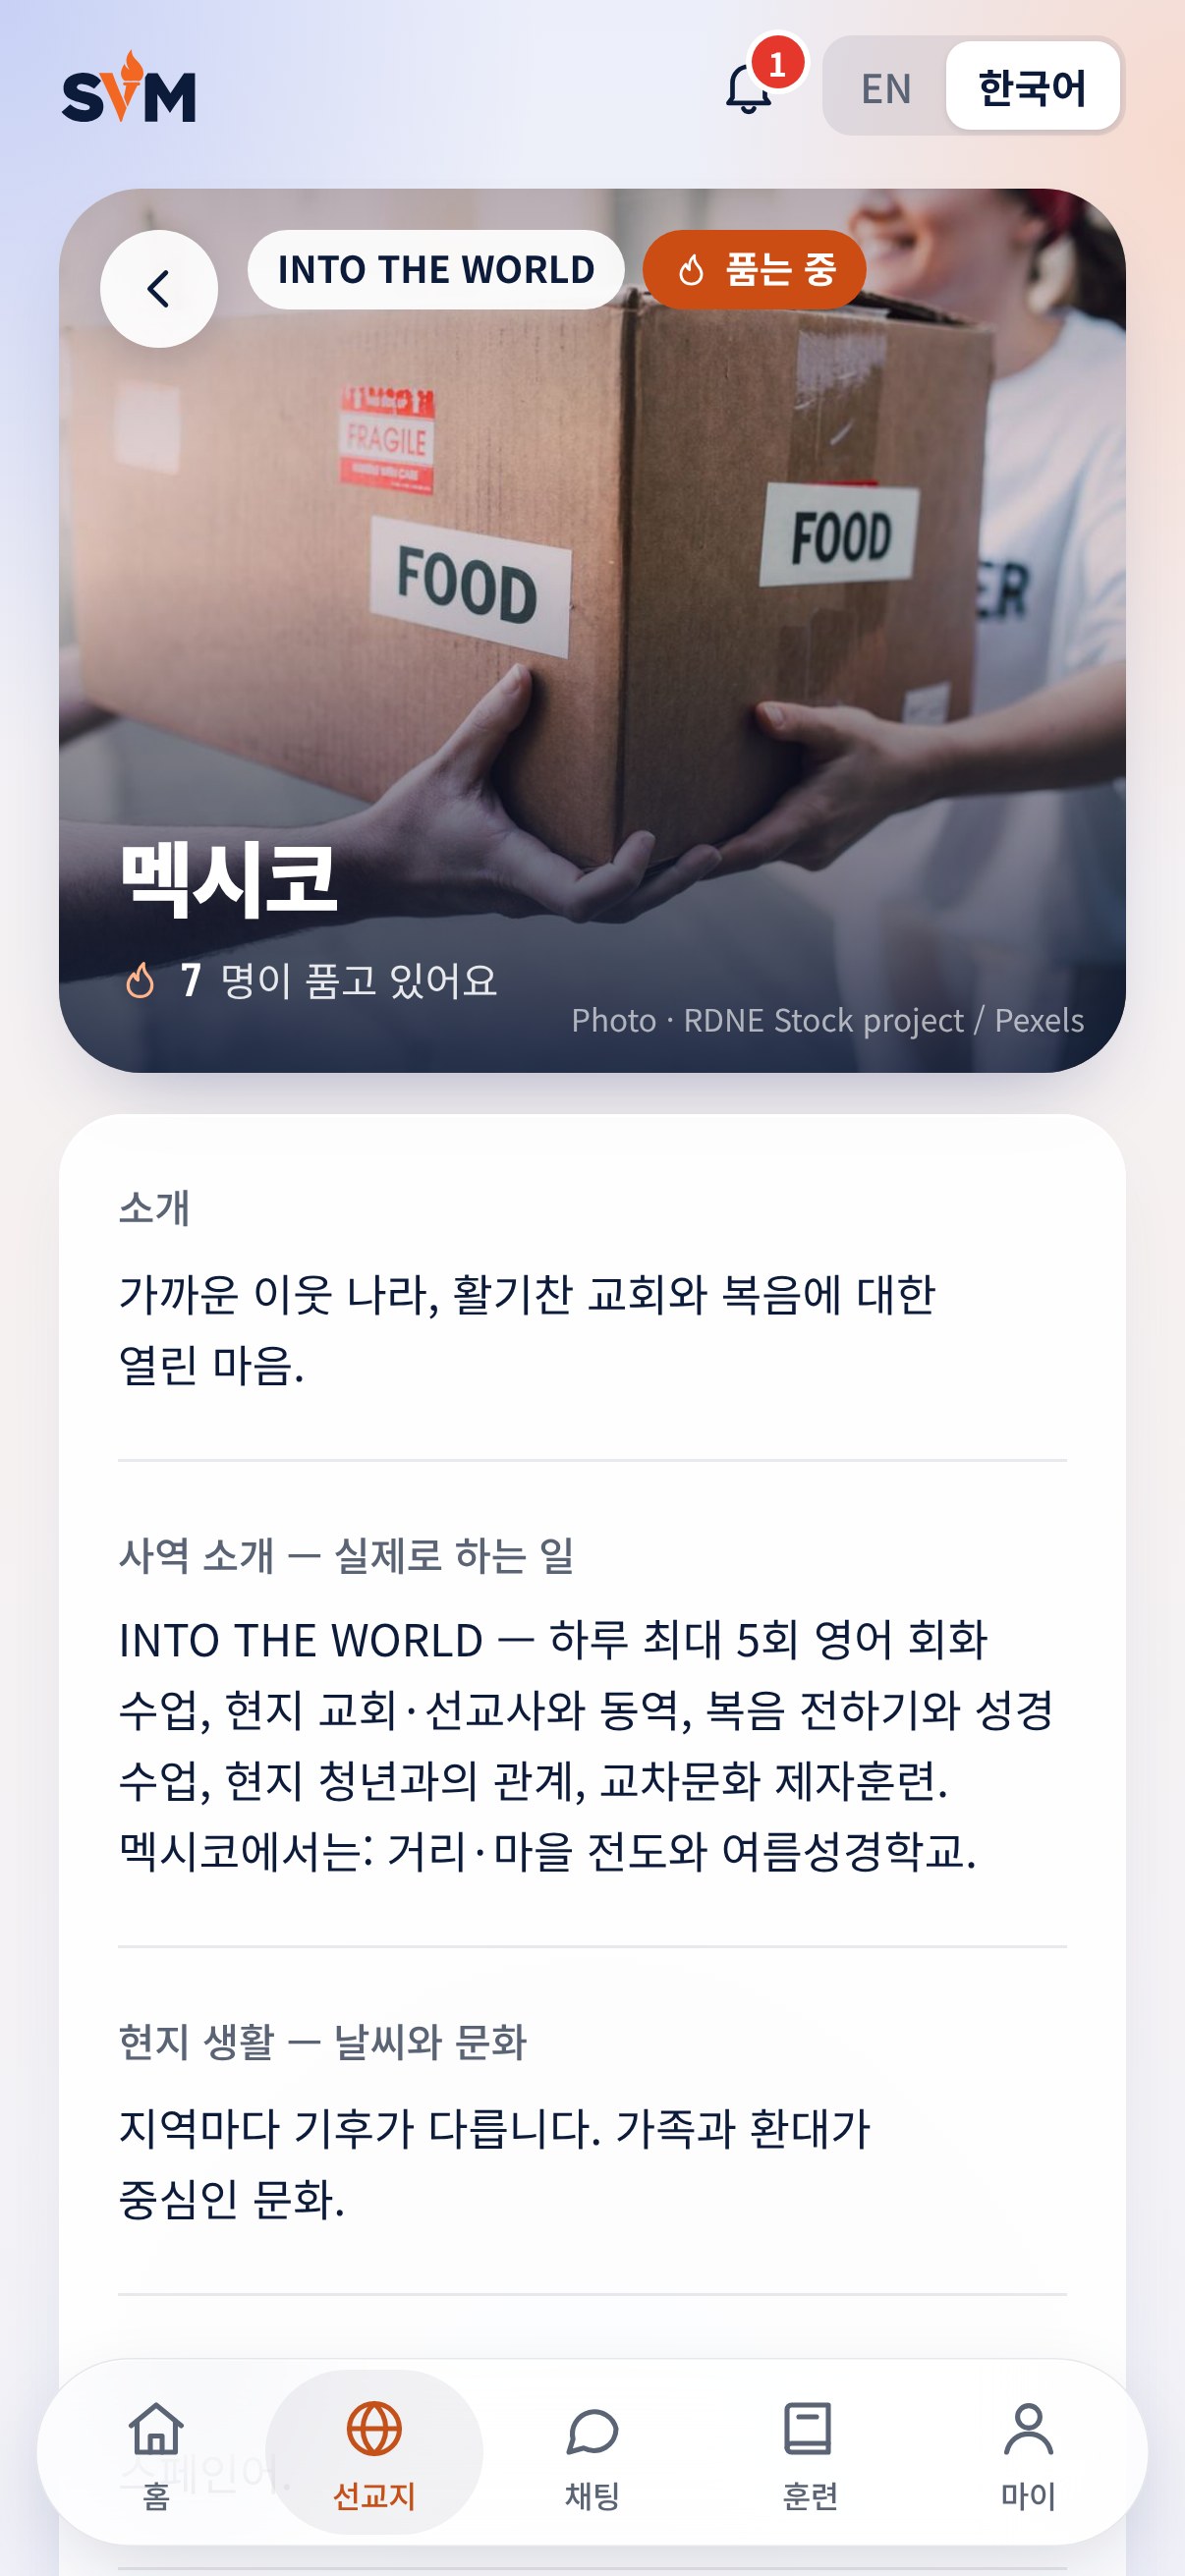 SVM
1
EN
한국어
INTO THE WORLD
품는 중
FRAGILE
FOOD
FOOD
ER
멕시코
7 명이 품고 있어요
Photo · RDNE Stock project / Pexels
소개
가까운 이웃 나라, 활기찬 교회와 복음에 대한
열린 마음.
사역 소개 — 실제로 하는 일
INTO THE WORLD — 하루 최대 5회 영어 회화
수업, 현지 교회·선교사와 동역, 복음 전하기와 성경
수업, 현지 청년과의 관계, 교차문화 제자훈련.
멕시코에서는: 거리·마을 전도와 여름성경학교.
현지 생활 — 날씨와 문화
지역마다 기후가 다릅니다. 가족과 환대가
중심인 문화.
스페인어.
홈
선교지
채팅
훈련
마이